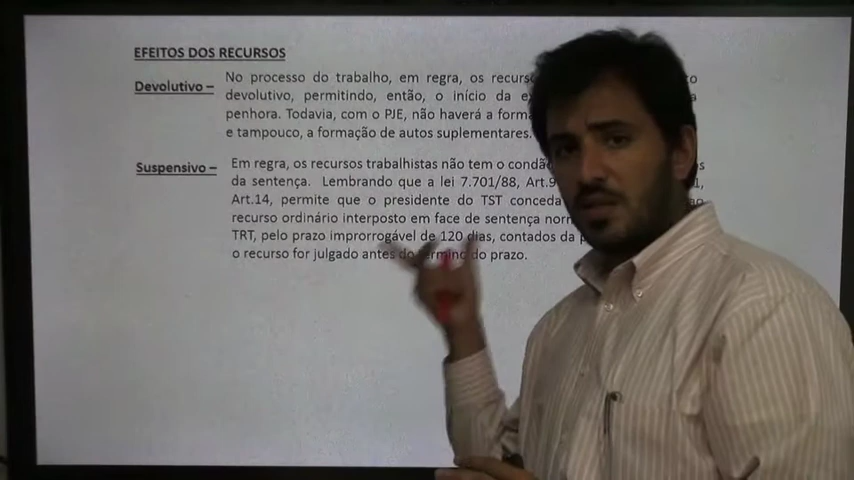 EFEITOS DOS RECURSOS
Devolutivo – No processo do trabalho, em regra, os recurs
devolutivo, permitindo, então, o início da
penhora. Todavia, com o PJE, não haverá a
e tampouco, a formação de autos suplementares.
Suspensivo – Em regra, os recursos trabalhistas não tem o
da sentença. Lembrando que a lei 7.701/88, Art.9
Art.14, permite que o presidente do TST conceda
recurso ordinário interposto em face de sentença
TRT, pelo prazo improrrogável de 120 dias, contados da
o recurso for julgado antes do término do prazo.